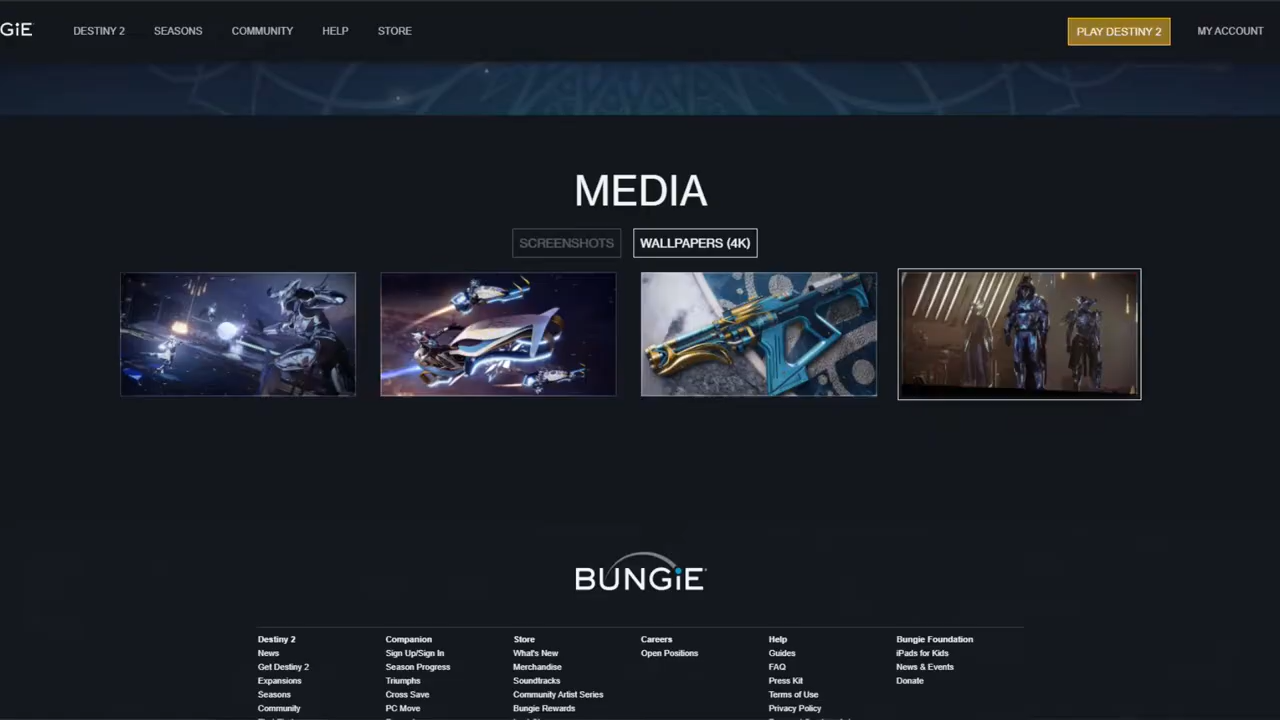 GiE
DESTINY 2 SEASONS COMMUNITY HELP STORE PLAY DESTINY 2 MY ACCOUNT
MEDIA
SCREENSHOTS WALLPAPERS (4K)
BUNGiE
Destiny 2 Companion Store Careers Help Bungie Foundation
News Sign Up/Sign In What's New Open Positions Guides iPads for Kids
Get Destiny 2 Season Progress Merchandise FAQ News & Events
Expansions Triumphs Soundtracks Press Kit Donate
Seasons Cross Save Community Artist Series Terms of Use
Community PC Move Bungie Rewards Privacy Policy